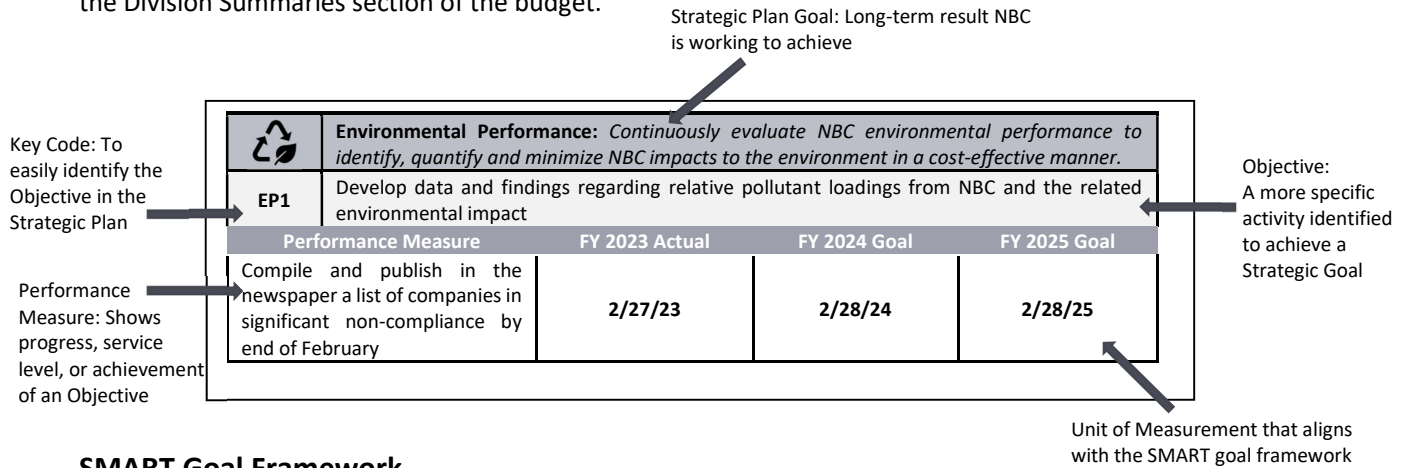 the Division Summaries section of the budget.
Strategic Plan Goal: Long-term result NBC
is working to achieve
Key Code: To
easily identify the
Objective in the
Strategic Plan
Environmental Performance: Continuously evaluate NBC environmental performance to
identify, quantify and minimize NBC impacts to the environment in a cost-effective manner.
EP1
Develop data and findings regarding relative pollutant loadings from NBC and the related
environmental impact
Objective:
A more specific
activity identified
to achieve a
Strategic Goal
Performance Measure FY 2023 Actual FY 2024 Goal FY 2025 Goal
Compile and publish in the
newspaper a list of companies in
significant non-compliance by
end of February
2/27/23 2/28/24 2/28/25
Performance
Measure: Shows
progress, service
level, or achievement
of an Objective
Unit of Measurement that aligns
with the SMART goal framework
SMART Goal Framework